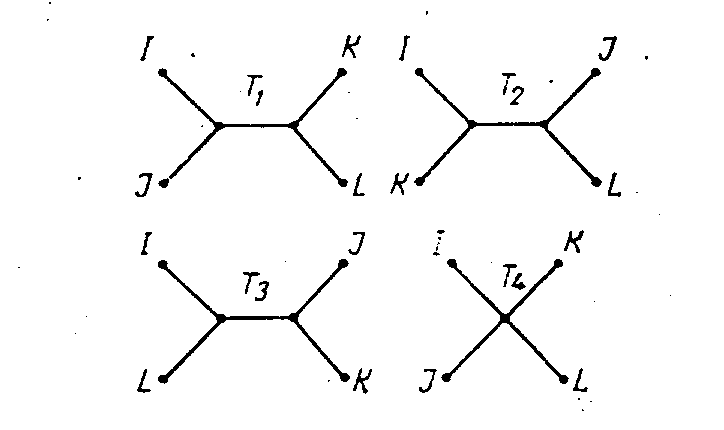 I K I J
T1 T2
J L K L
I J I K
T3 T4
L K J L